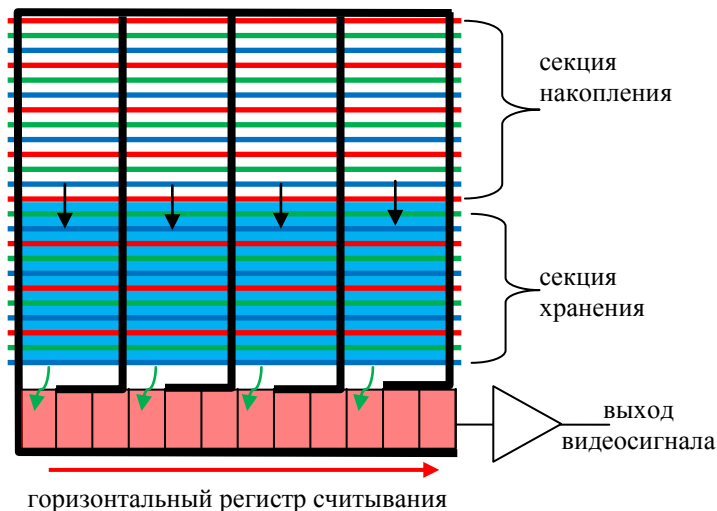 секция
накопления
секция
хранения
выход
видеосигнала
горизонтальный регистр считывания